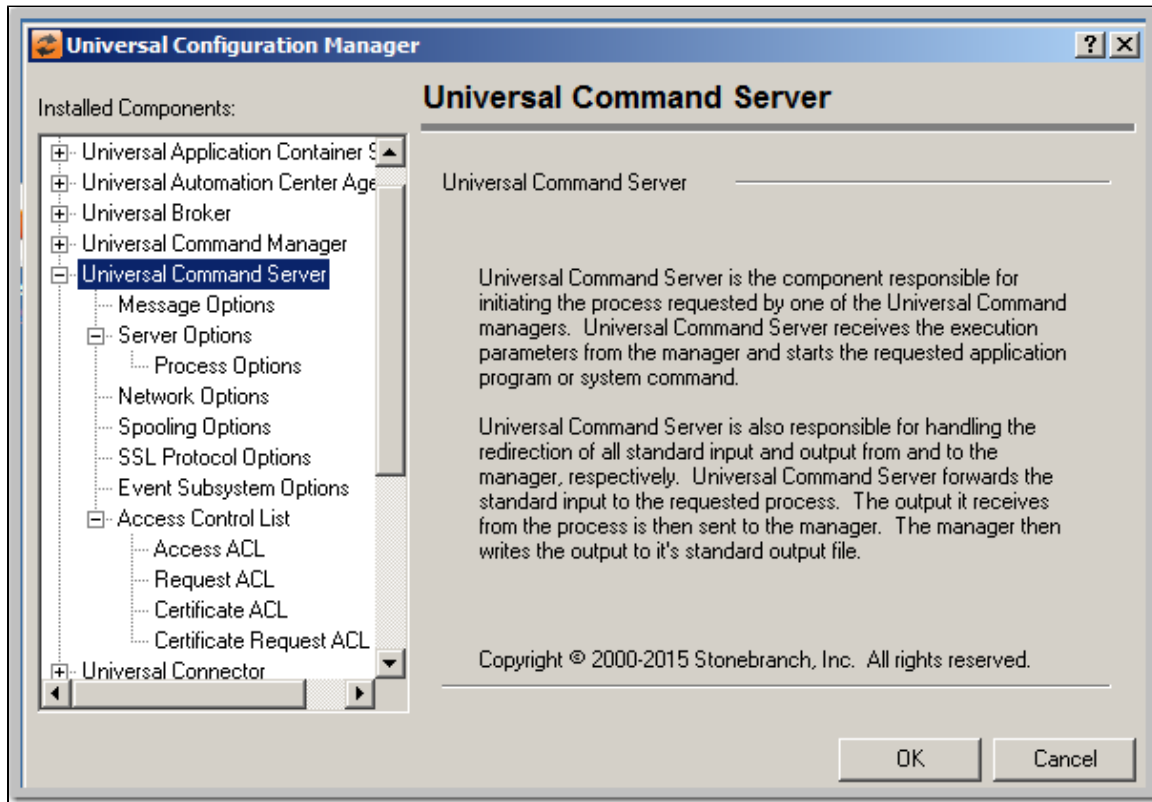 Universal Configuration Manager
Installed Components:
Universal Application Container S
Universal Automation Center Age
Universal Broker
Universal Command Manager
Universal Command Server
Message Options
Server Options
Process Options
Network Options
Spooling Options
SSL Protocol Options
Event Subsystem Options
Access Control List
Access ACL
Request ACL
Certificate ACL
Certificate Request ACL
Universal Connector
Universal Command Server
Universal Command Server
Universal Command Server is the component responsible for
initiating the process requested by one of the Universal Command
managers. Universal Command Server receives the execution
parameters from the manager and starts the requested application
program or system command.
Universal Command Server is also responsible for handling the
redirection of all standard input and output from and to the
manager, respectively. Universal Command Server forwards the
standard input to the requested process. The output it receives
from the process is then sent to the manager. The manager then
writes the output to it's standard output file.
Copyright © 2000-2015 Stonebranch, Inc. All rights reserved.
OK
Cancel